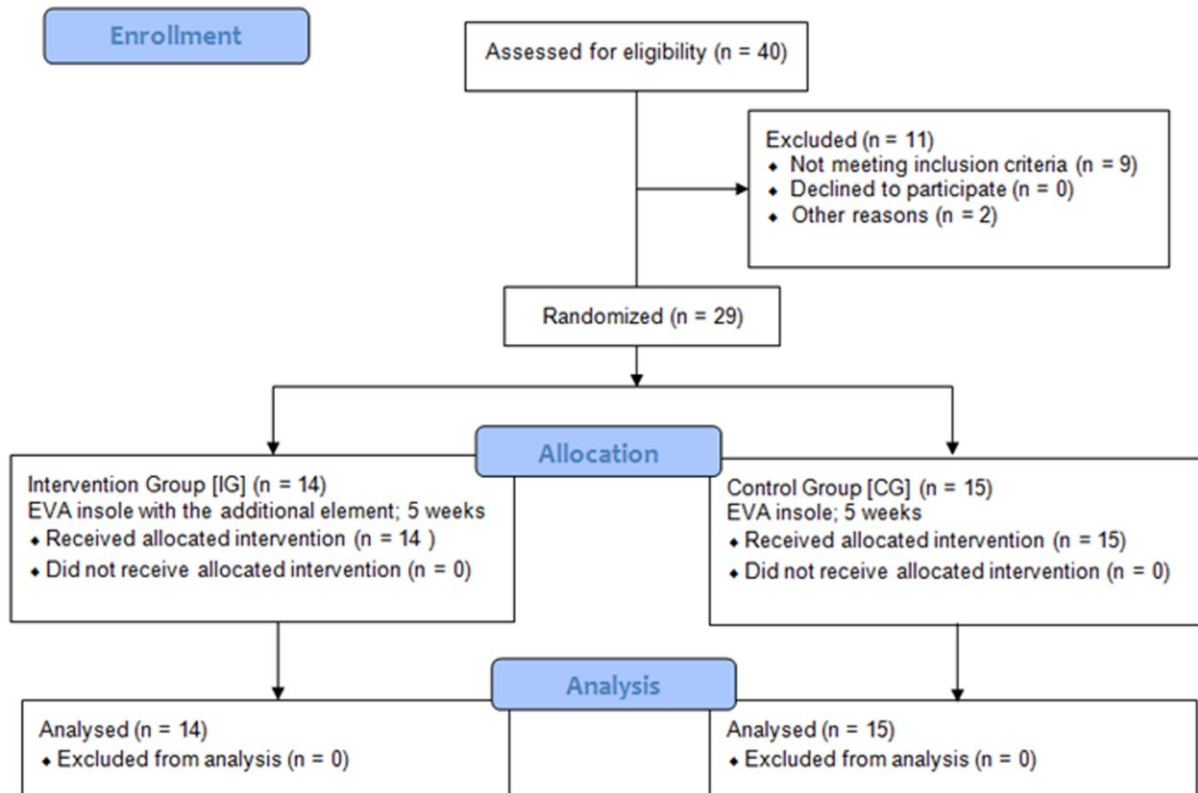 Enrollment
Assessed for eligibility (n = 40)
Excluded (n = 11)
⬥ Not meeting inclusion criteria (n = 9)
⬥ Declined to participate (n = 0)
⬥ Other reasons (n = 2)
Randomized (n = 29)
Allocation
Intervention Group [IG] (n = 14)
EVA insole with the additional element; 5 weeks
⬥ Received allocated intervention (n = 14 )
⬥ Did not receive allocated intervention (n = 0)
Control Group [CG] (n = 15)
EVA insole; 5 weeks
⬥ Received allocated intervention (n = 15)
⬥ Did not receive allocated intervention (n = 0)
Analysis
Analysed (n = 14)
⬥ Excluded from analysis (n = 0)
Analysed (n = 15)
⬥ Excluded from analysis (n = 0)